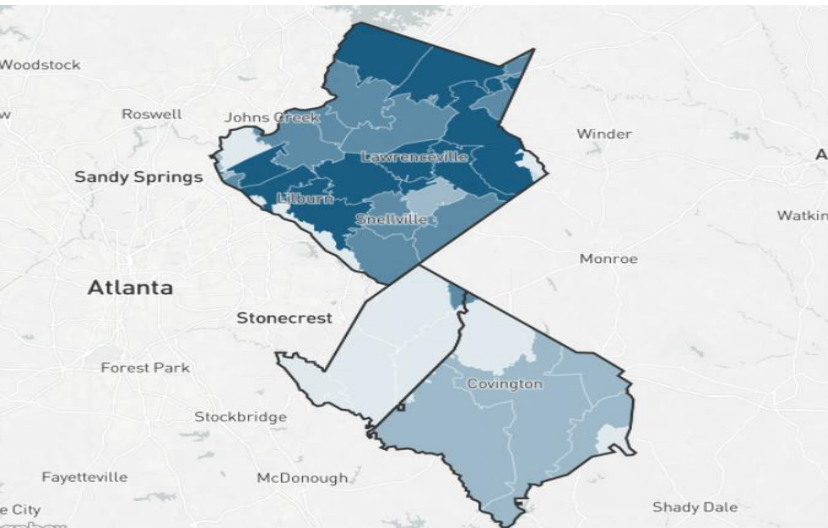 Woodstock
Roswell
Johns Creek
Winder
Lawrenceville
Sandy Springs
Lilburn
Snellville
Watkin
Monroe
Atlanta
Stonecrest
Forest Park
Covington
Stockbridge
Fayetteville
McDonough
Shady Dale
e City